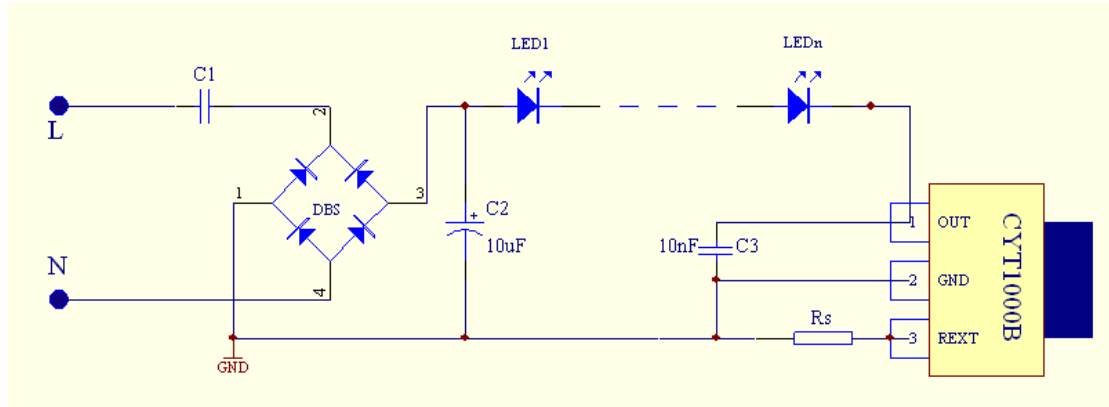 LED1
LEDn
C1
L
2
1
DBS
3
C2
10uF
+
N
4
GND
10nF
C3
Rs
1
OUT
2
GND
3
REXT
CYT1000B